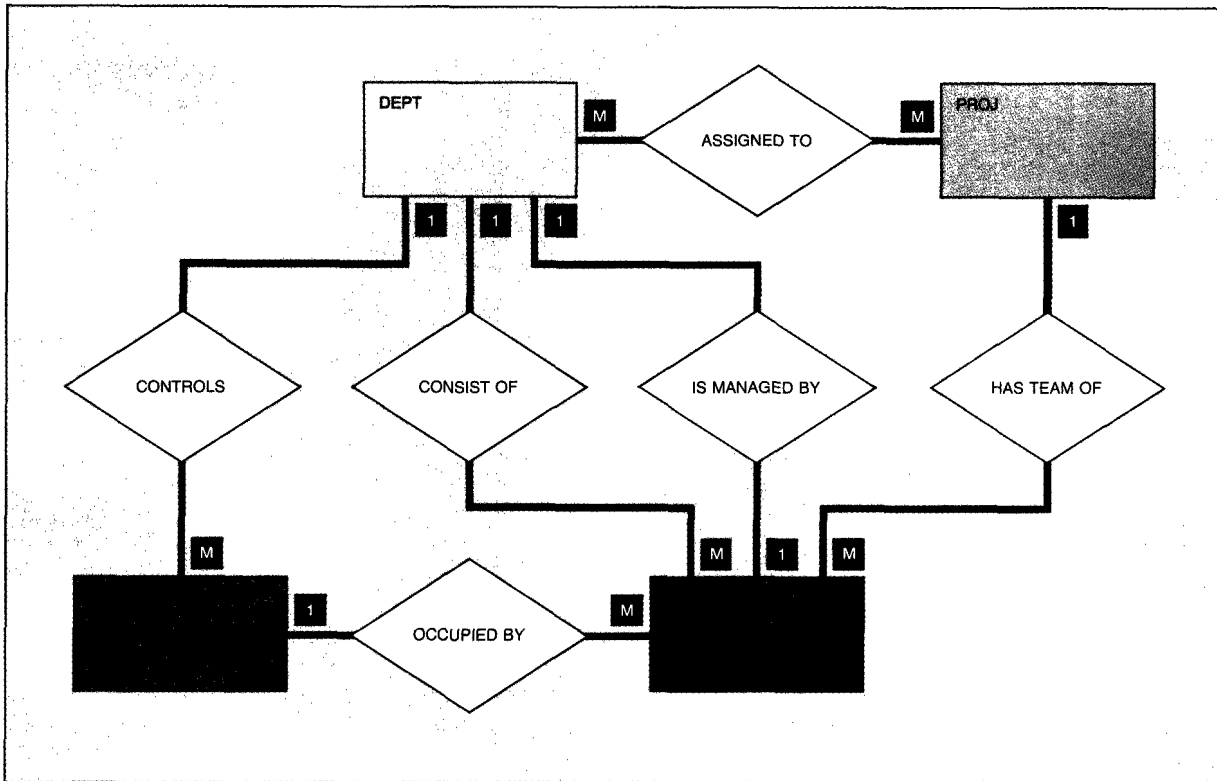 DEPT
M
ASSIGNED TO
M
PROJ
1
1
1
1
CONTROLS
CONSIST OF
IS MANAGED BY
HAS TEAM OF
M
M
1
M
1
OCCUPIED BY
M